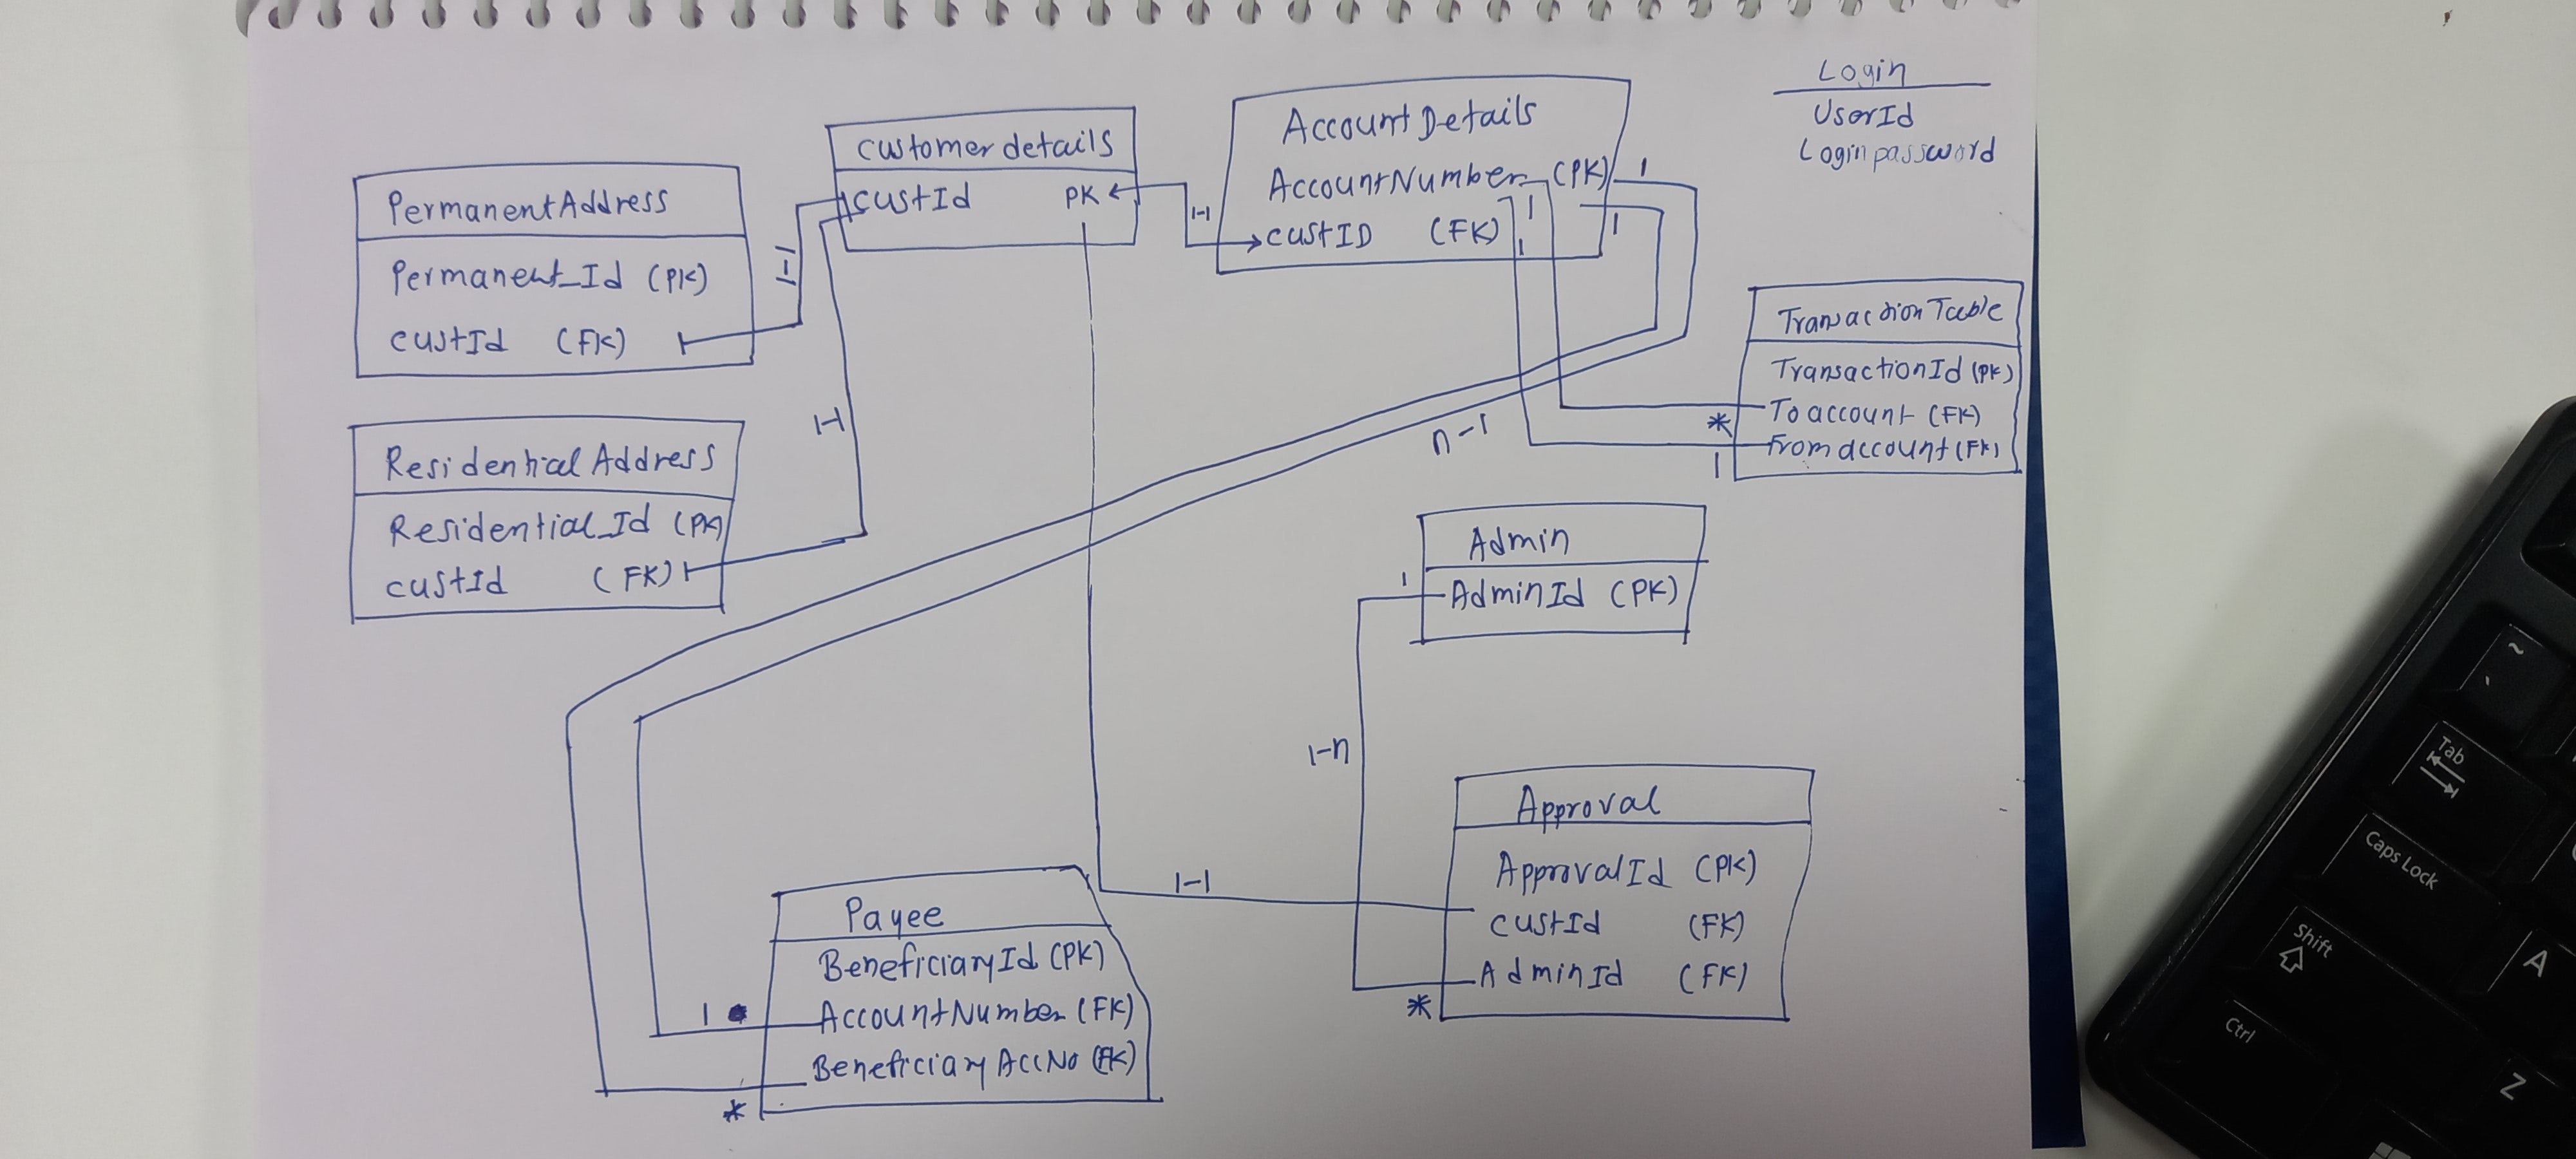 Login
UserId
Login password
customer details
custId PK
1-1
AccountDetails
AccountNumber (PK)
custID (FK)
1
1
1
1
PermanentAddress
Permanent_Id (PK)
custId (FK)
1-1
Residential Address
Residential_Id (PK)
custId (FK)
1-1
Transaction Table
TransactionId (PK)
To account (FK)
From account (FK)
*
1
n-1
Admin
AdminId (PK)
1
1-n
Approval
ApprovalId (PK)
custId (FK)
AdminId (FK)
*
1-1
Payee
BeneficiaryId (PK)
AccountNumber (FK)
BeneficiaryAccNo (FK)
1
*
~
`
Tab
Caps Lock
Shift
A
Ctrl
Z